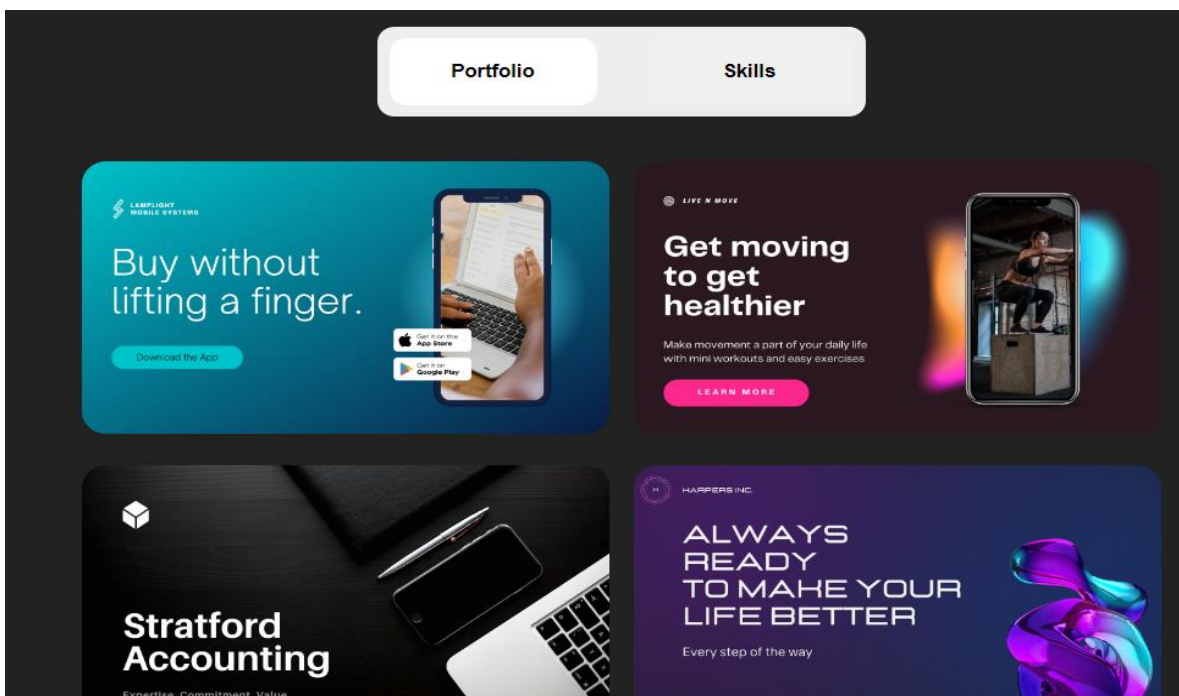 Portfolio
Skills
LAMPLIGHT
MOBILE SYSTEMS
Buy without
lifting a finger.
Download the App
Get it on the
App Store
Get it on
Google Play
LIVE N MOVE
Get moving
to get
healthier
Make movement a part of your daily life
with mini workouts and easy exercises
LEARN MORE
Stratford
Accounting
Expertise. Commitment. Value.
H
HARPERS INC.
ALWAYS
READY
TO MAKE YOUR
LIFE BETTER
Every step of the way